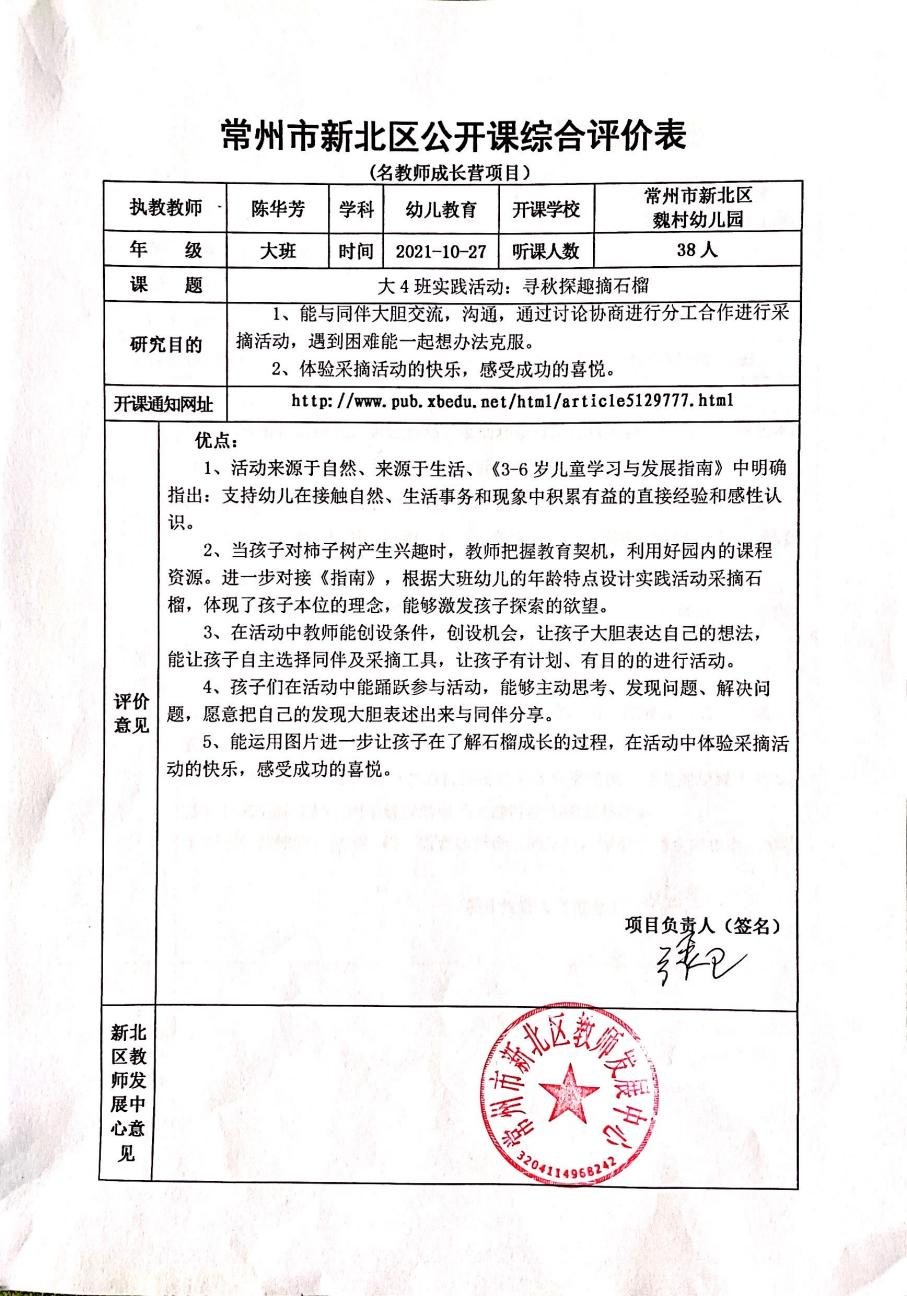 常州市新北区公开课综合评价表
(名教师成长营项目)
执教教师 陈华芳 学科 幼儿教育 开课学校 常州市新北区
魏村幼儿园
年 级 大班 时间 2021-10-27 听课人数 38 人
课 题 大 4 班实践活动：寻秋探趣摘石榴
研究目的
1、能与同伴大胆交流，沟通，通过讨论协商进行分工合作进行采
摘活动，遇到困难能一起想办法克服。
2、体验采摘活动的快乐，感受成功的喜悦。
开课通知网址 http://www.pub.xbedu.net/html/article5129777.html
评价
意见
优点：
1、活动来源于自然、来源于生活、《3-6 岁儿童学习与发展指南》中明确
指出：支持幼儿在接触自然、生活事务和现象中积累有益的直接经验和感性认
识。
2、当孩子对柿子树产生兴趣时，教师把握教育契机，利用好园内的课程
资源。进一步对接《指南》，根据大班幼儿的年龄特点设计实践活动采摘石
榴，体现了孩子本位的理念，能够激发孩子探索的欲望。
3、在活动中教师能创设条件，创设机会，让孩子大胆表达自己的想法，
能让孩子自主选择同伴及采摘工具，让孩子有计划、有目的的进行活动。
4、孩子们在活动中能踊跃参与活动，能够主动思考、发现问题、解决问
题，愿意把自己的发现大胆表述出来与同伴分享。
5、能运用图片进一步让孩子在了解石榴成长的过程，在活动中体验采摘活
动的快乐，感受成功的喜悦。
项目负责人（签名）
新北
区教
师发
展中
心意
见
常州市新北区教师发展中心
3204114968242